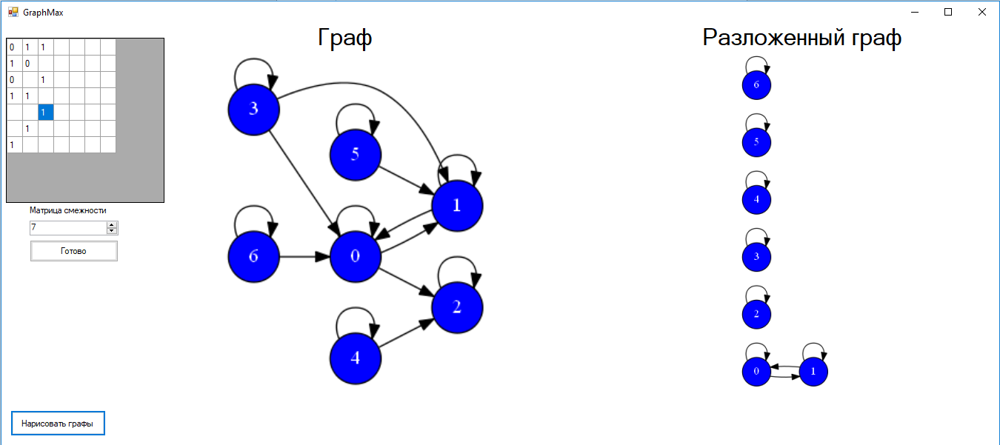 GraphMax
Граф
Разложенный граф
0 1 1
1 0
0 1
1 1
1
1
1
Матрица смежности
7
Готово
Нарисовать графы
3
5
1
6
0
2
4
6
5
4
3
2
0 1